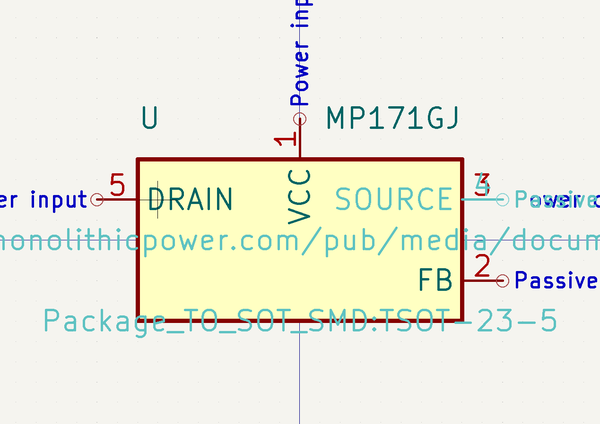 Power inp
U
MP171GJ
1
5
DRAIN
VCC
SOURCE
3
4
er input
Passive
monolithicpower.com/pub/media/docum
FB
2
Passive
Package_TO_SOT_SMD:TSOT-23-5